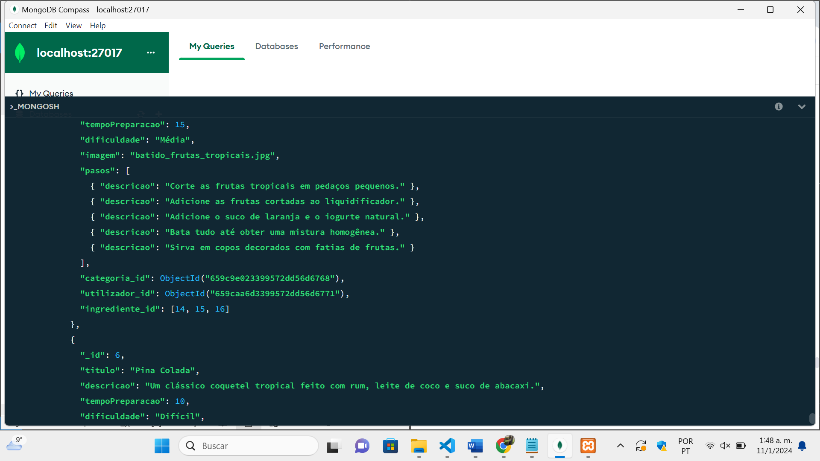 MongoDB Compass - localhost:27017
Connect Edit View Help
localhost:27017 ...
My Queries Databases Performance
{} My Queries
>_MONGOSH
"tempoPreparacao": 15,
"dificuldade": "Média",
"imagem": "batido_frutas_tropicais.jpg",
"pasos": [
{ "descricao": "Corte as frutas tropicais em pedaços pequenos." },
{ "descricao": "Adicione as frutas cortadas ao liquidificador." },
{ "descricao": "Adicione o suco de laranja e o iogurte natural." },
{ "descricao": "Bata tudo até obter uma mistura homogênea." },
{ "descricao": "Sirva em copos decorados com fatias de frutas." }
],
"categoria_id": ObjectId("659c9e023399572dd56d6768"),
"utilizador_id": ObjectId("659caa6d3399572dd56d6771"),
"ingrediente_id": [14, 15, 16]
},
{
"_id": 6,
"titulo": "Pina Colada",
"descricao": "Um clássico coquetel tropical feito com rum, leite de coco e suco de abacaxi.",
"tempoPreparacao": 10,
"dificuldade": "Difícil",
9°
Buscar
POR
PT
1:48 a. m.
11/1/2024